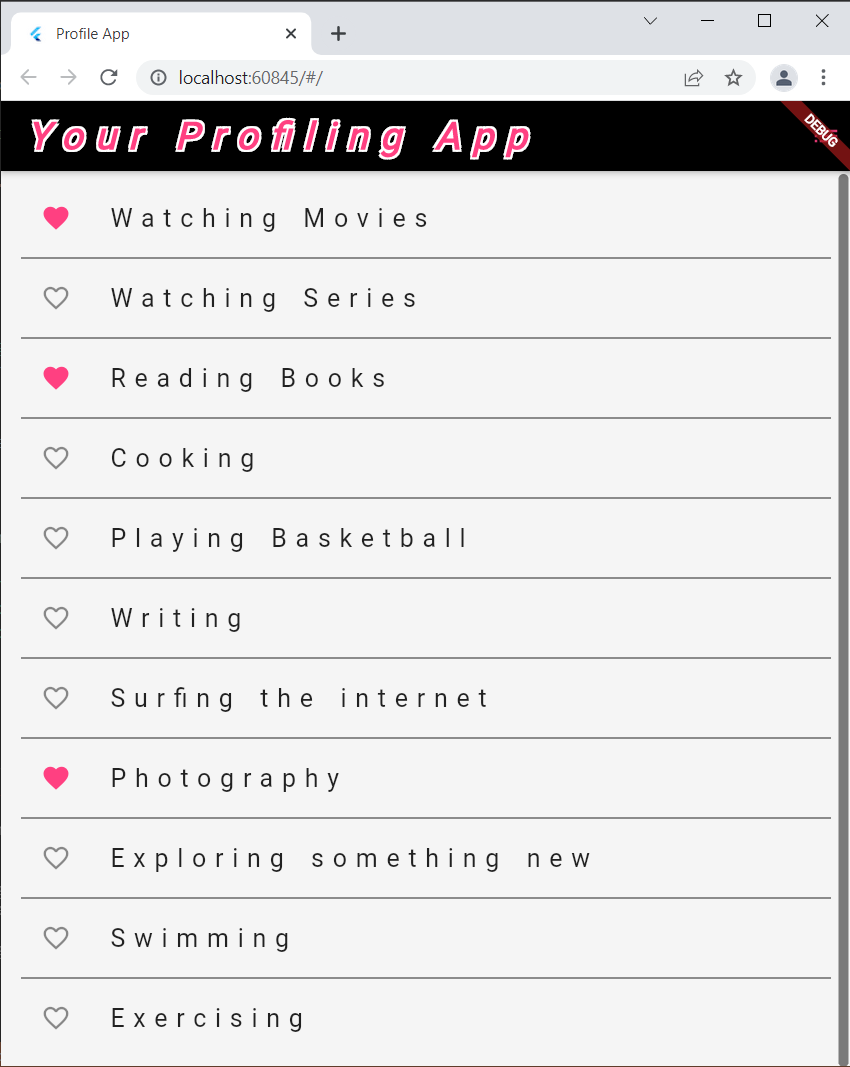 Profile App
localhost:60845/#/
Your Profiling App
DEBUG
Watching Movies
Watching Series
Reading Books
Cooking
Playing Basketball
Writing
Surfing the internet
Photography
Exploring something new
Swimming
Exercising